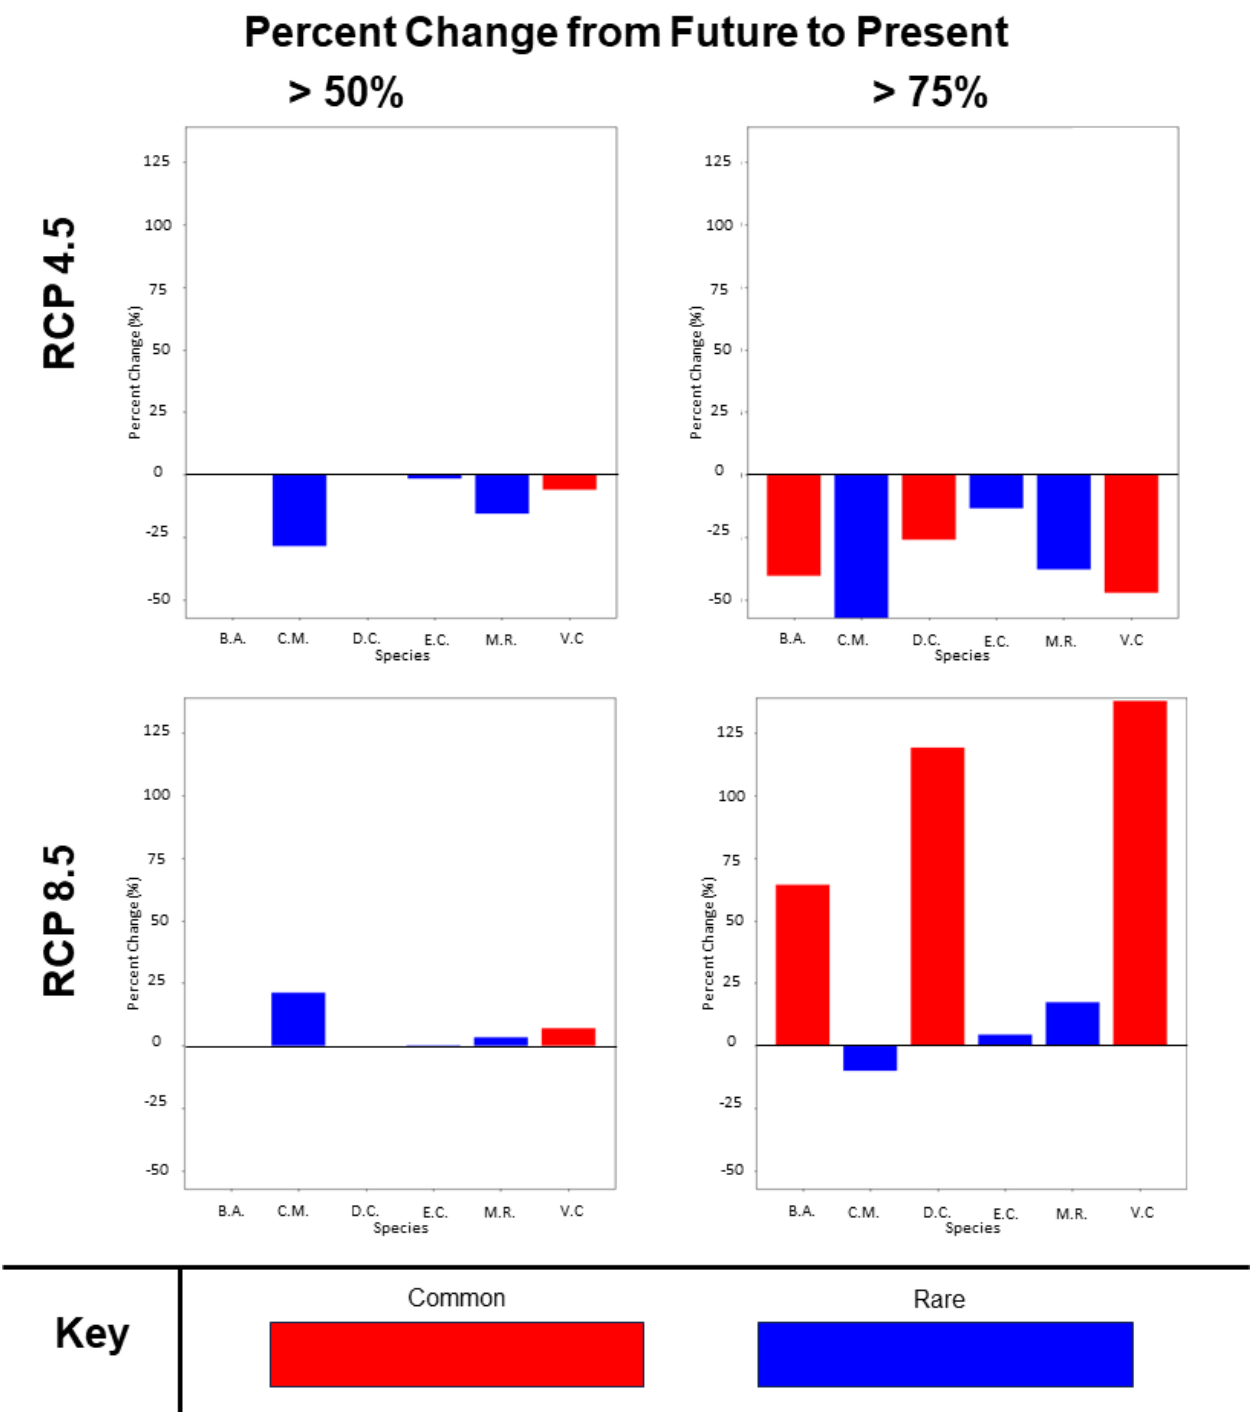 Percent Change from Future to Present
> 50%
> 75%
RCP 4.5
Percent Change (%)
125
100
75
50
25
0
-25
-50
B.A. C.M. D.C. E.C. M.R. V.C
Species
Percent Change (%)
125
100
75
50
25
0
-25
-50
B.A. C.M. D.C. E.C. M.R. V.C
Species
RCP 8.5
Percent Change (%)
125
100
75
50
25
0
-25
-50
B.A. C.M. D.C. E.C. M.R. V.C
Species
Percent Change (%)
125
100
75
50
25
0
-25
-50
B.A. C.M. D.C. E.C. M.R. V.C
Species
Key
Common
Rare